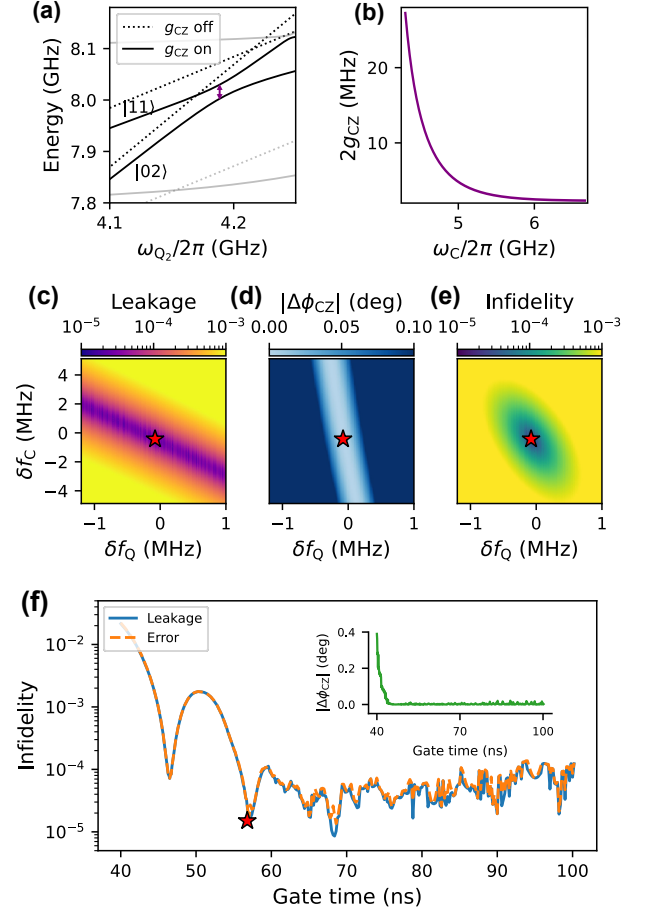 (a)
g_CZ off
g_CZ on
8.1
8.0
7.9
7.8
Energy (GHz)
|11⟩
|02⟩
4.1
4.2
ω_Q₂/2π (GHz)
(b)
20
10
2g_CZ (MHz)
5
6
ω_C/2π (GHz)
(c)
Leakage
10⁻⁵
10⁻⁴
10⁻³
4
2
0
−2
−4
δf_C (MHz)
−1
0
1
δf_Q (MHz)
(d)
|Δϕ_CZ| (deg)
0.00
0.05
0.10
−1
0
1
δf_Q (MHz)
(e)
Infidelity
10⁻⁵
10⁻⁴
10⁻³
−1
0
1
δf_Q (MHz)
(f)
Leakage
Error
10⁻²
10⁻³
10⁻⁴
10⁻⁵
Infidelity
0.4
0.2
0.0
|Δϕ_CZ| (deg)
40
70
100
Gate time (ns)
40
50
60
70
80
90
100
Gate time (ns)